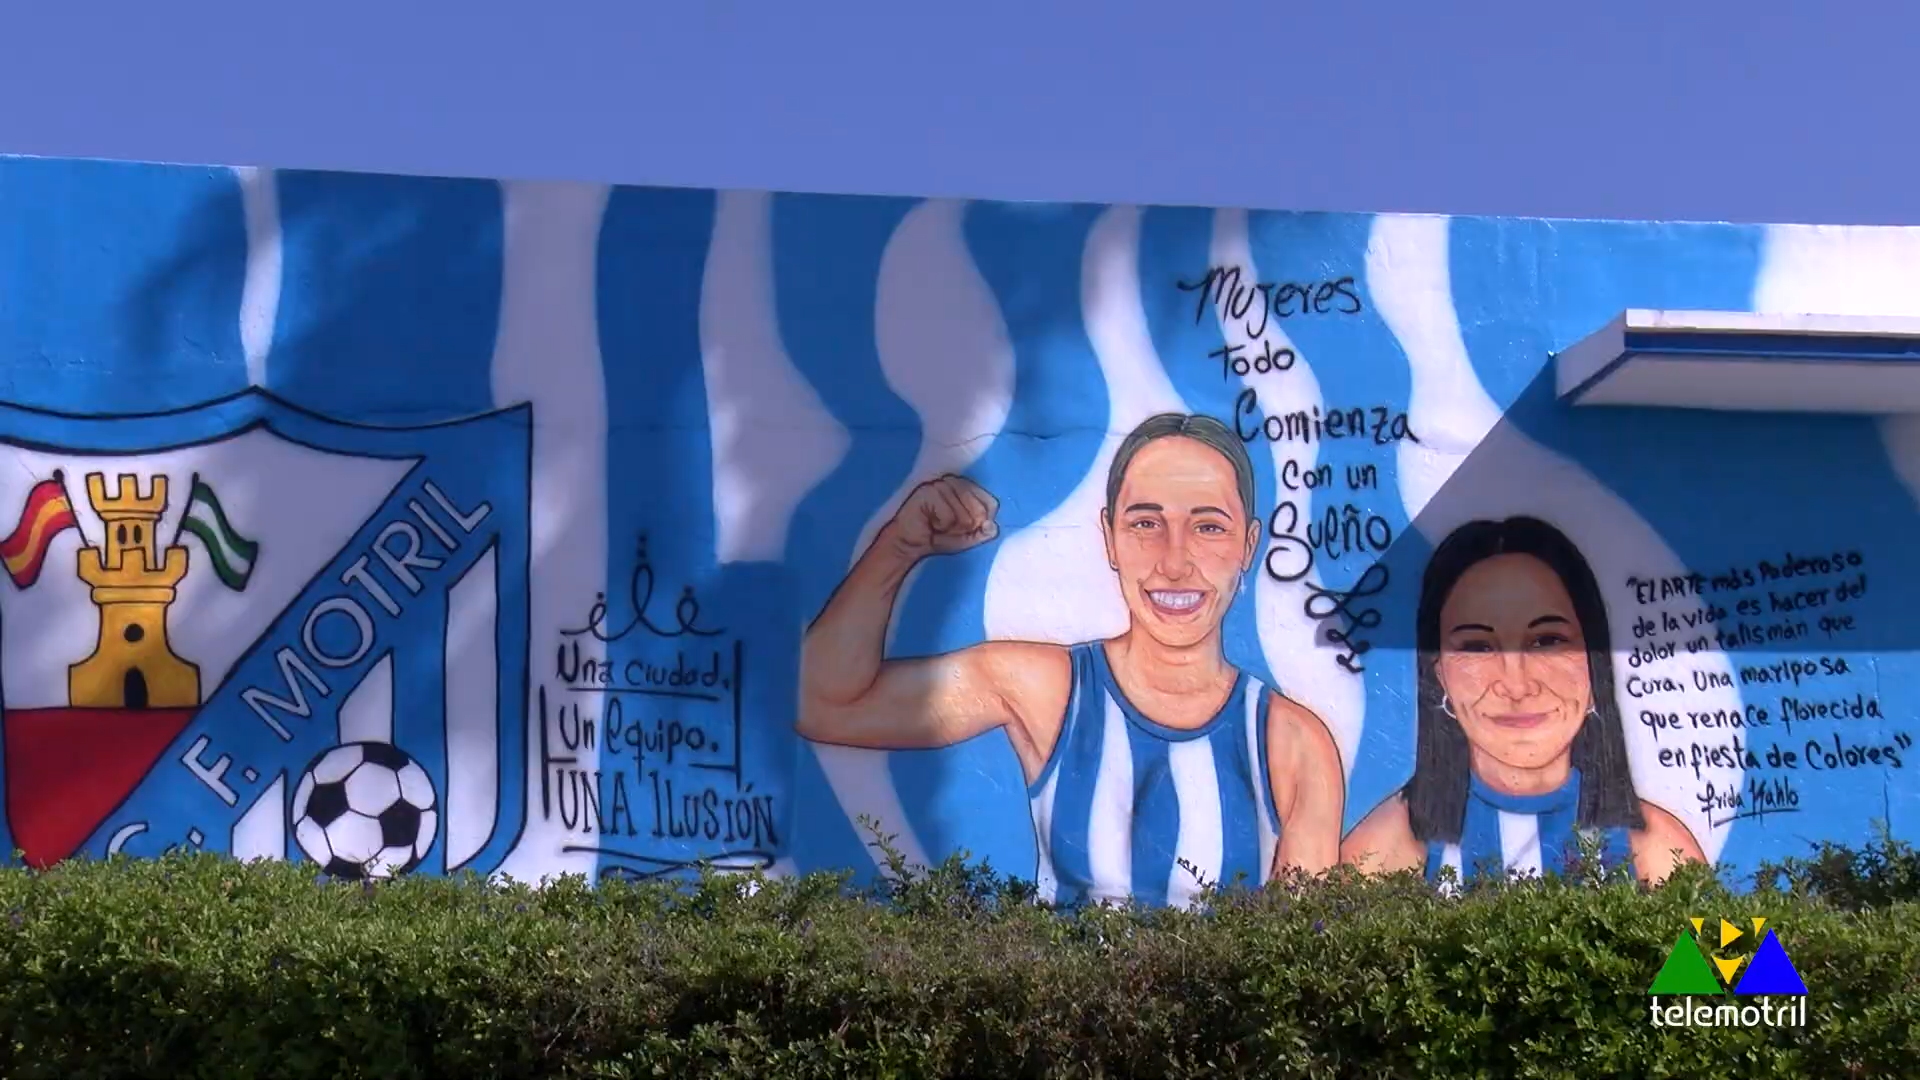 C. F. MOTRIL
Una ciudad.
Un equipo.
UNA ILUSIÓN
Mujeres
Todo
Comienza
Con un
Sueño
"El ARTE más Poderoso
de la vida es hacer del
dolor un talismán que
Cura, una mariposa
que renace florecida
en fiesta de Colores"
Frida Kahlo
telemotril